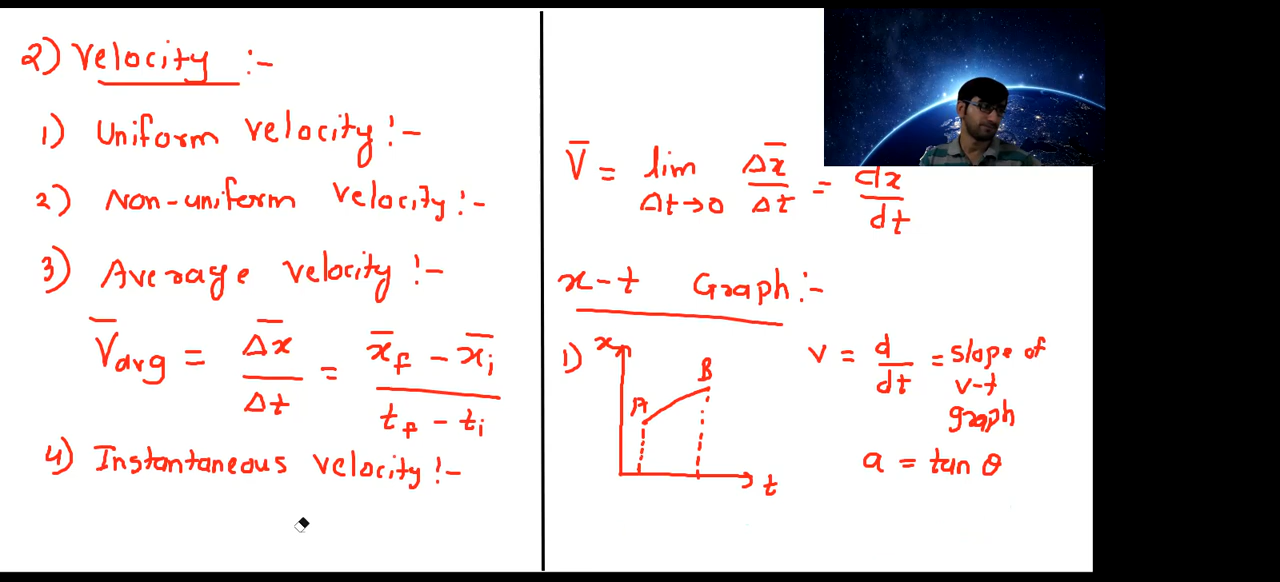 2) Velocity :-
1) Uniform velocity :-
2) Non-uniform velocity :-
3) Average velocity :-
V̅avg = Δx̅/Δt = (x̅f - x̅i)/(tf - ti)
4) Instantaneous velocity :-
V̅ = lim Δt→0 Δx̅/Δt = dx/dt
x-t Graph :-
1) x
A B
t
v = d/dt = slope of
v-t
graph
a = tan θ